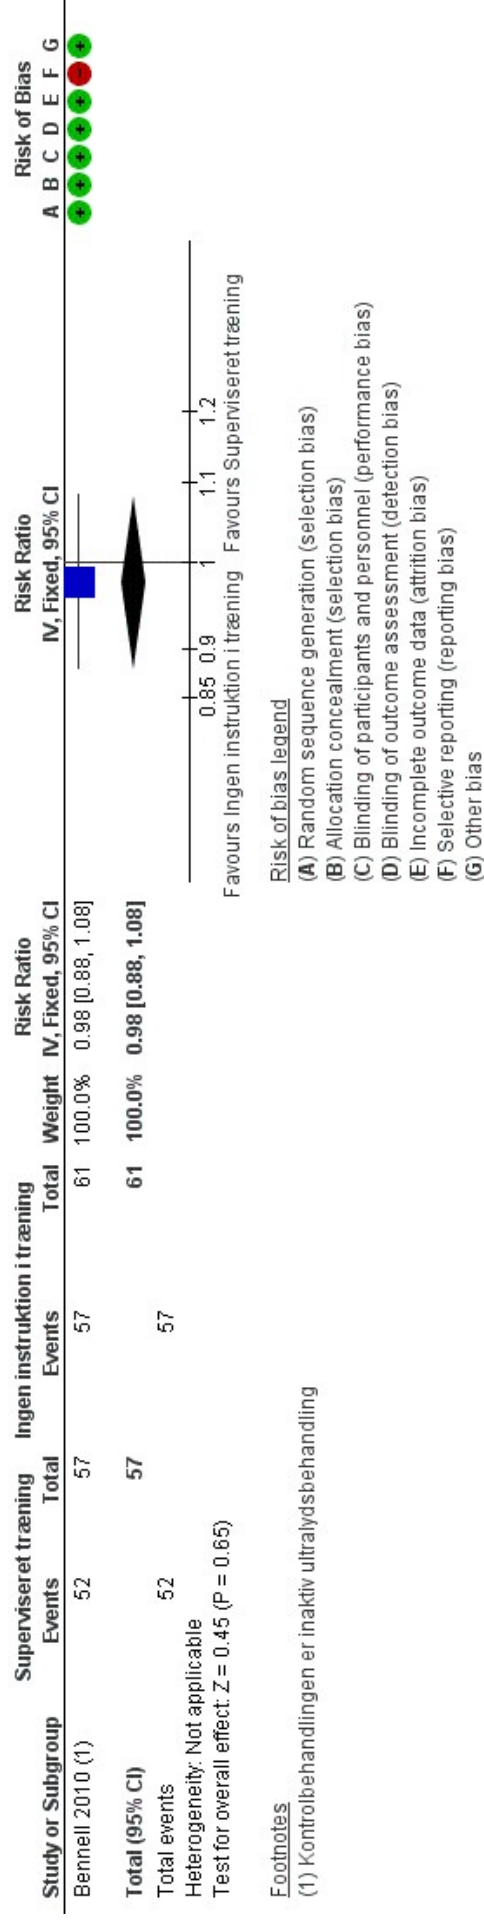 Superviseret træning Ingen instruktion i træning Risk Ratio Risk Ratio Risk of Bias
Study or Subgroup Events Total Events Total Weight IV, Fixed, 95% CI IV, Fixed, 95% CI A B C D E F G
Bennell 2010 (1) 52 57 57 61 100.0% 0.98 [0.88, 1.08] + + + + + – +
Total (95% CI) 57 61 100.0% 0.98 [0.88, 1.08]
Total events 52 57
Heterogeneity: Not applicable
Test for overall effect: Z = 0.45 (P = 0.65)
0.85 0.9 1 1.1 1.2
Favours Ingen instruktion i træning Favours Superviseret træning
Footnotes
(1) Kontrolbehandlingen er inaktiv ultralydsbehandling
Risk of bias legend
(A) Random sequence generation (selection bias)
(B) Allocation concealment (selection bias)
(C) Blinding of participants and personnel (performance bias)
(D) Blinding of outcome assessment (detection bias)
(E) Incomplete outcome data (attrition bias)
(F) Selective reporting (reporting bias)
(G) Other bias